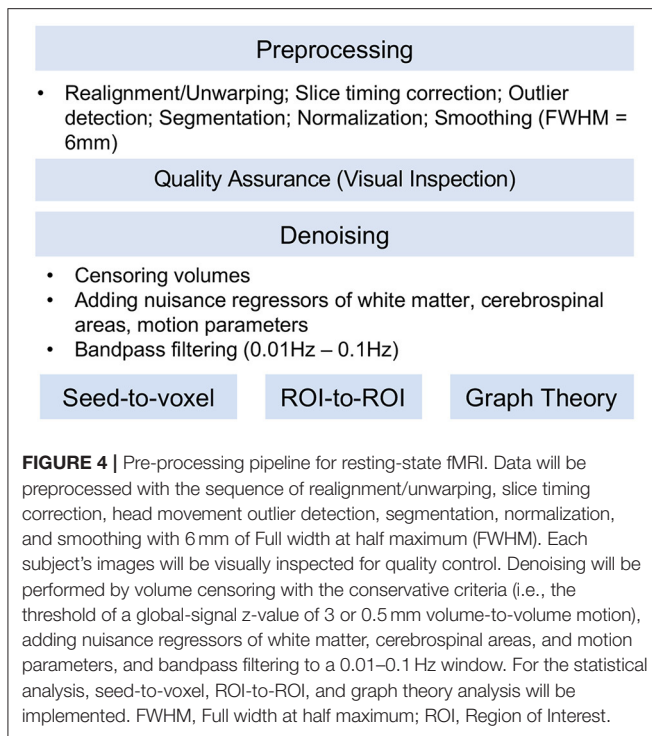 Preprocessing
• Realignment/Unwarping; Slice timing correction; Outlier
detection; Segmentation; Normalization; Smoothing (FWHM =
6mm)
Quality Assurance (Visual Inspection)
Denoising
• Censoring volumes
• Adding nuisance regressors of white matter, cerebrospinal
areas, motion parameters
• Bandpass filtering (0.01Hz – 0.1Hz)
Seed-to-voxel ROI-to-ROI Graph Theory
FIGURE 4 | Pre-processing pipeline for resting-state fMRI. Data will be
preprocessed with the sequence of realignment/unwarping, slice timing
correction, head movement outlier detection, segmentation, normalization,
and smoothing with 6 mm of Full width at half maximum (FWHM). Each
subject's images will be visually inspected for quality control. Denoising will be
performed by volume censoring with the conservative criteria (i.e., the
threshold of a global-signal z-value of 3 or 0.5 mm volume-to-volume motion),
adding nuisance regressors of white matter, cerebrospinal areas, and motion
parameters, and bandpass filtering to a 0.01–0.1 Hz window. For the statistical
analysis, seed-to-voxel, ROI-to-ROI, and graph theory analysis will be
implemented. FWHM, Full width at half maximum; ROI, Region of Interest.